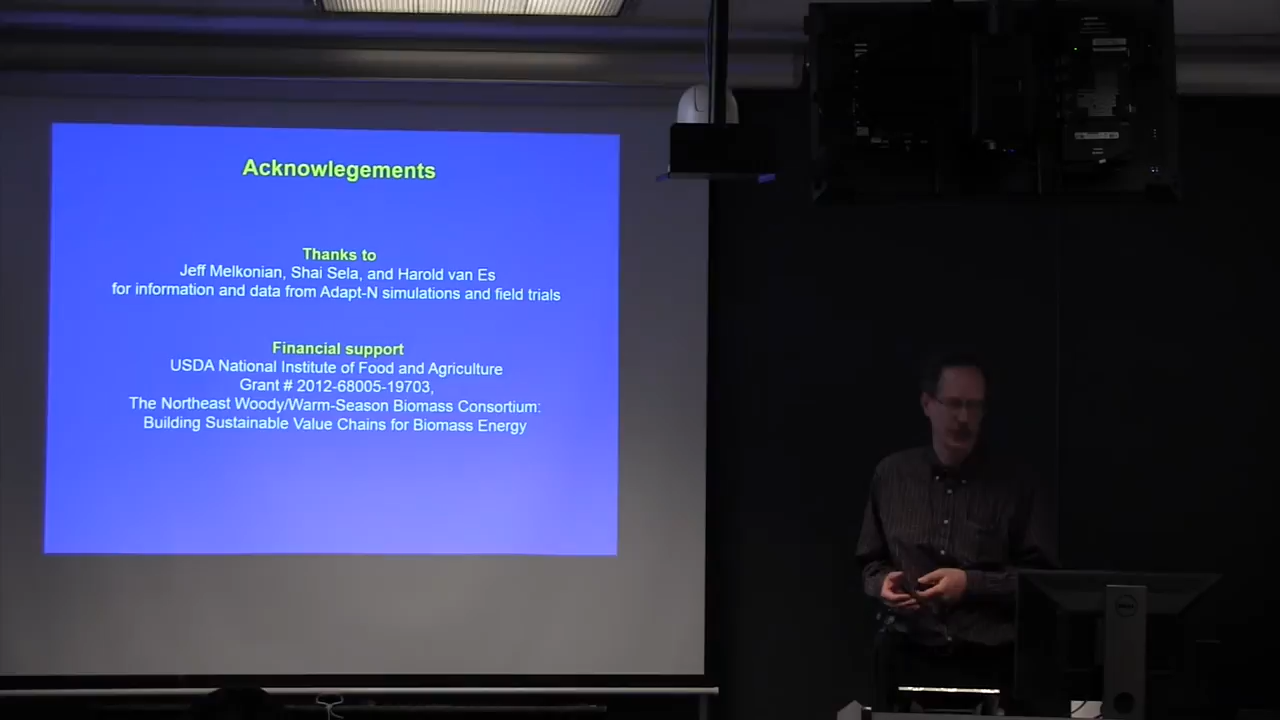 Acknowlegements
Thanks to
Jeff Melkonian, Shai Sela, and Harold van Es
for information and data from Adapt-N simulations and field trials
Financial support
USDA National Institute of Food and Agriculture
Grant # 2012-68005-19703,
The Northeast Woody/Warm-Season Biomass Consortium:
Building Sustainable Value Chains for Biomass Energy
DELL